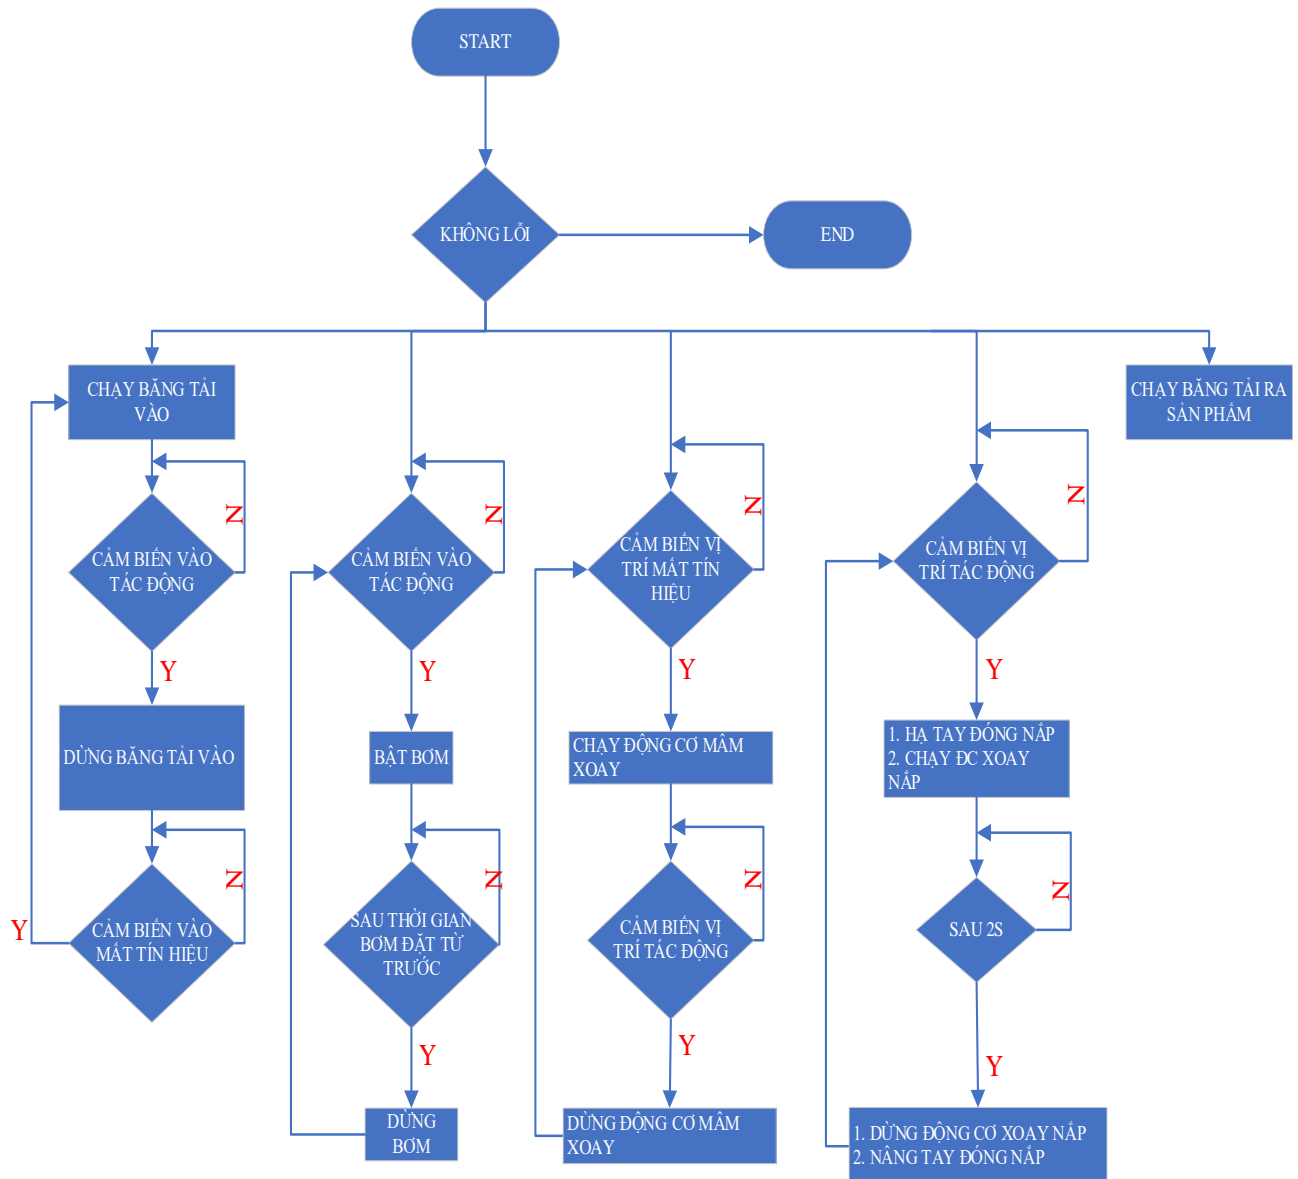 START
KHÔNG LỖI
END
CHẠY BĂNG TẢI
VÀO
CẢM BIẾN VÀO
TÁC ĐỘNG
N
Y
DỪNG BĂNG TẢI VÀO
CẢM BIẾN VÀO
MẤT TÍN HIỆU
N
Y
CẢM BIẾN VÀO
TÁC ĐỘNG
N
Y
BẬT BƠM
SAU THỜI GIAN
BƠM ĐẶT TỪ
TRƯỚC
N
Y
DỪNG
BƠM
CẢM BIẾN VỊ
TRÍ MẤT TÍN
HIỆU
N
Y
CHẠY ĐỘNG CƠ MÂM
XOAY
CẢM BIẾN VỊ
TRÍ TÁC ĐỘNG
N
Y
DỪNG ĐỘNG CƠ MÂM
XOAY
CẢM BIẾN VỊ
TRÍ TÁC ĐỘNG
N
Y
1. HẠ TAY ĐÓNG NẮP
2. CHẠY ĐC XOAY
NẮP
SAU 2S
N
Y
1. DỪNG ĐỘNG CƠ XOAY NẮP
2. NÂNG TAY ĐÓNG NẮP
CHẠY BĂNG TẢI RA
SẢN PHẨM